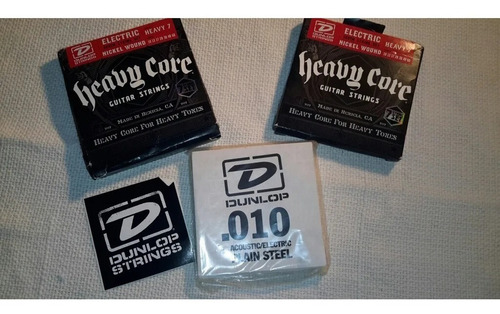 ELECTRIC HEAVY 7
NICKEL WOUND
Heavy Core
GUITAR STRINGS
MADE IN BENICIA, CA
HEAVY CORE FOR HEAVY TONES
ELECTRIC HEAVY 7
NICKEL WOUND
Heavy Core
GUITAR STRINGS
MADE IN BENICIA, CA
HEAVY CORE FOR HEAVY TONES
D
DUNLOP
STRINGS
D
DUNLOP
.010
ACOUSTIC/ELECTRIC
PLAIN STEEL